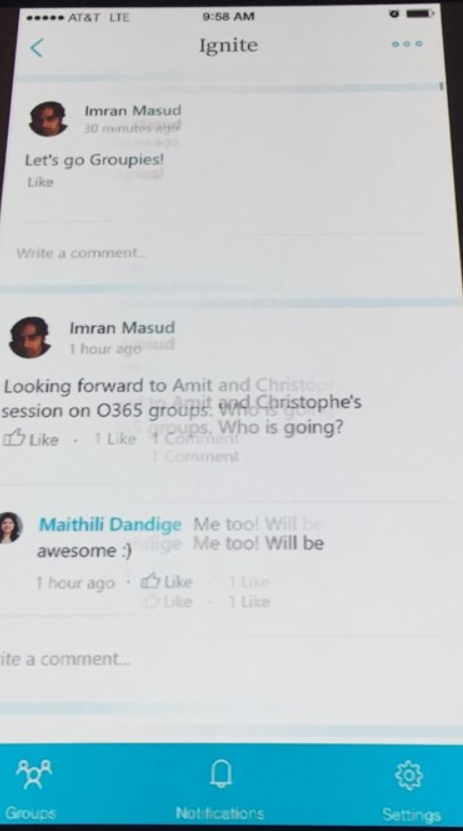 AT&T LTE 9:58 AM
Ignite
Imran Masud
30 minutes ago
Let's go Groupies!
Like
Write a comment...
Imran Masud
1 hour ago
Looking forward to Amit and Christophe's
session on O365 groups. Who is going?
Like · 1 Like 1 Comment
Maithili Dandige Me too! Will be
awesome :)
1 hour ago · Like · 1 Like
ite a comment...
Groups Notifications Settings